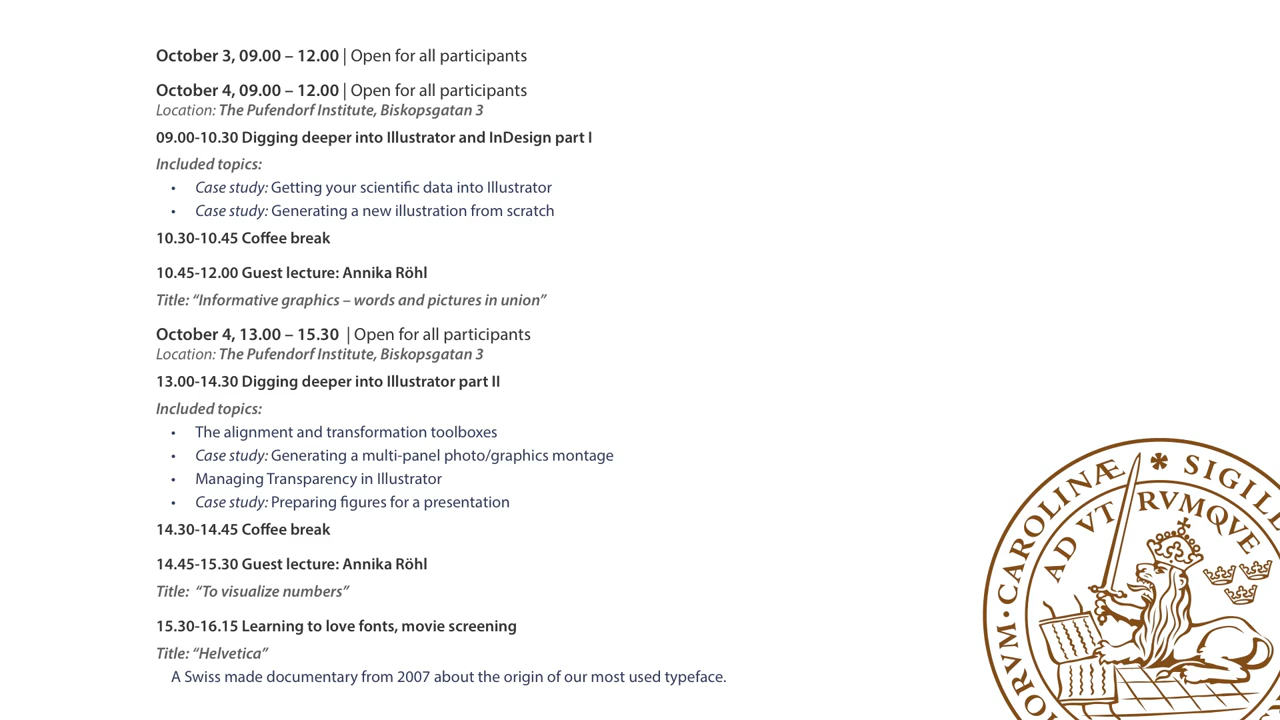 October 3, 09.00 – 12.00 | Open for all participants
October 4, 09.00 – 12.00 | Open for all participants
Location: The Pufendorf Institute, Biskopsgatan 3
09.00-10.30 Digging deeper into Illustrator and InDesign part I
Included topics:
• Case study: Getting your scientific data into Illustrator
• Case study: Generating a new illustration from scratch
10.30-10.45 Coffee break
10.45-12.00 Guest lecture: Annika Röhl
Title: “Informative graphics – words and pictures in union”
October 4, 13.00 – 15.30 | Open for all participants
Location: The Pufendorf Institute, Biskopsgatan 3
13.00-14.30 Digging deeper into Illustrator part II
Included topics:
• The alignment and transformation toolboxes
• Case study: Generating a multi-panel photo/graphics montage
• Managing Transparency in Illustrator
• Case study: Preparing figures for a presentation
14.30-14.45 Coffee break
14.45-15.30 Guest lecture: Annika Röhl
Title: “To visualize numbers”
15.30-16.15 Learning to love fonts, movie screening
Title: “Helvetica”
A Swiss made documentary from 2007 about the origin of our most used typeface.
ORVM · CAROLINÆ * SIGILL
AD VTRVMQVE